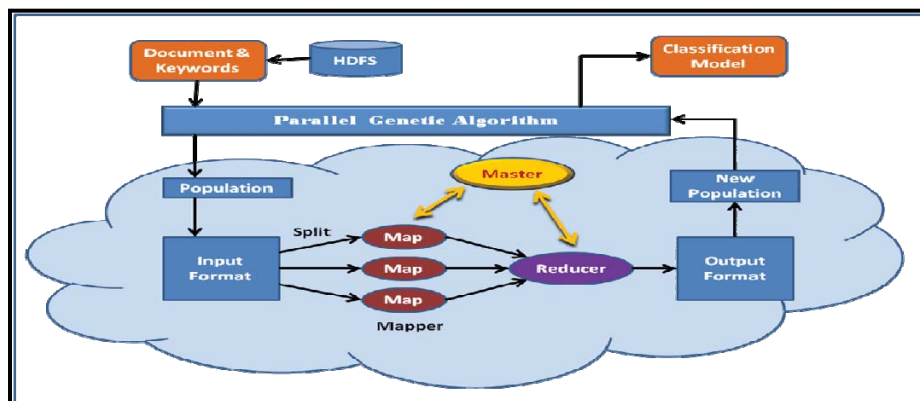 Document &
Keywords
HDFS
Classification
Model
Parallel Genetic Algorithm
Population
Master
New
Population
Split
Map
Input
Format
Map
Reducer
Output
Format
Map
Mapper